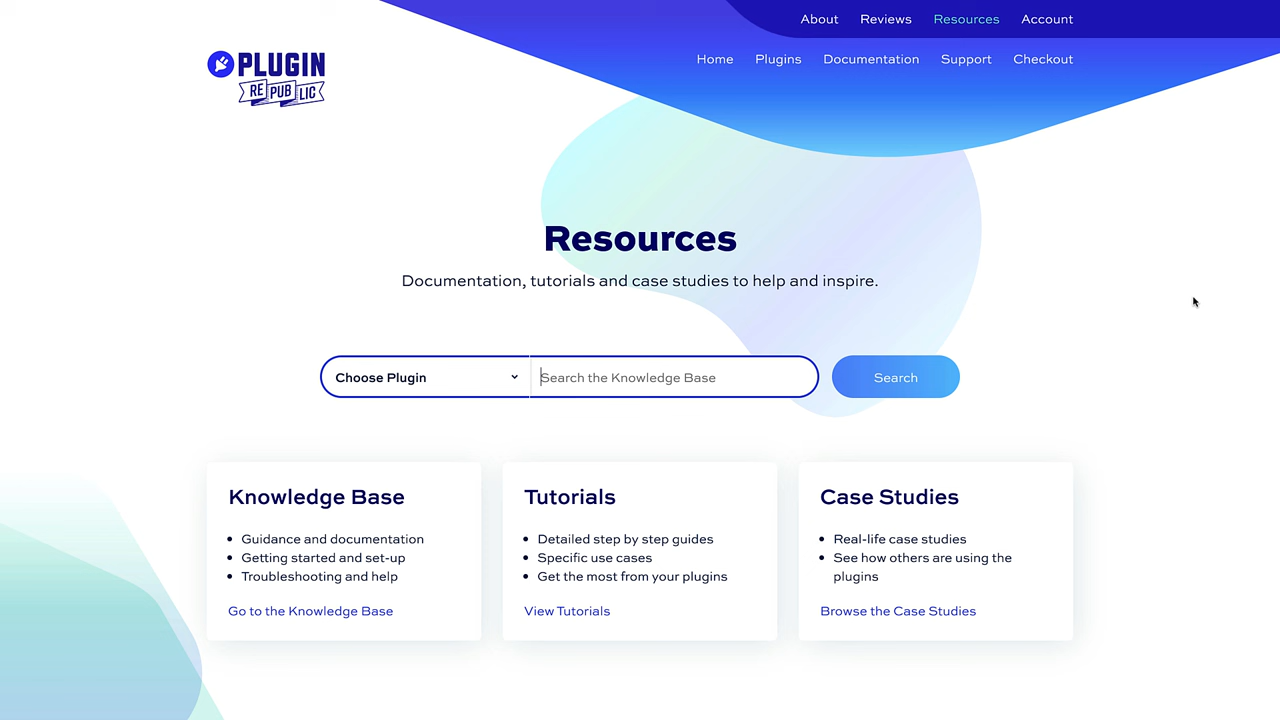 About Reviews Resources Account
PLUGIN
REPUBLIC
Home Plugins Documentation Support Checkout
Resources
Documentation, tutorials and case studies to help and inspire.
Choose Plugin Search the Knowledge Base Search
Knowledge Base
Guidance and documentation
Getting started and set-up
Troubleshooting and help
Go to the Knowledge Base
Tutorials
Detailed step by step guides
Specific use cases
Get the most from your plugins
View Tutorials
Case Studies
Real-life case studies
See how others are using the
plugins
Browse the Case Studies